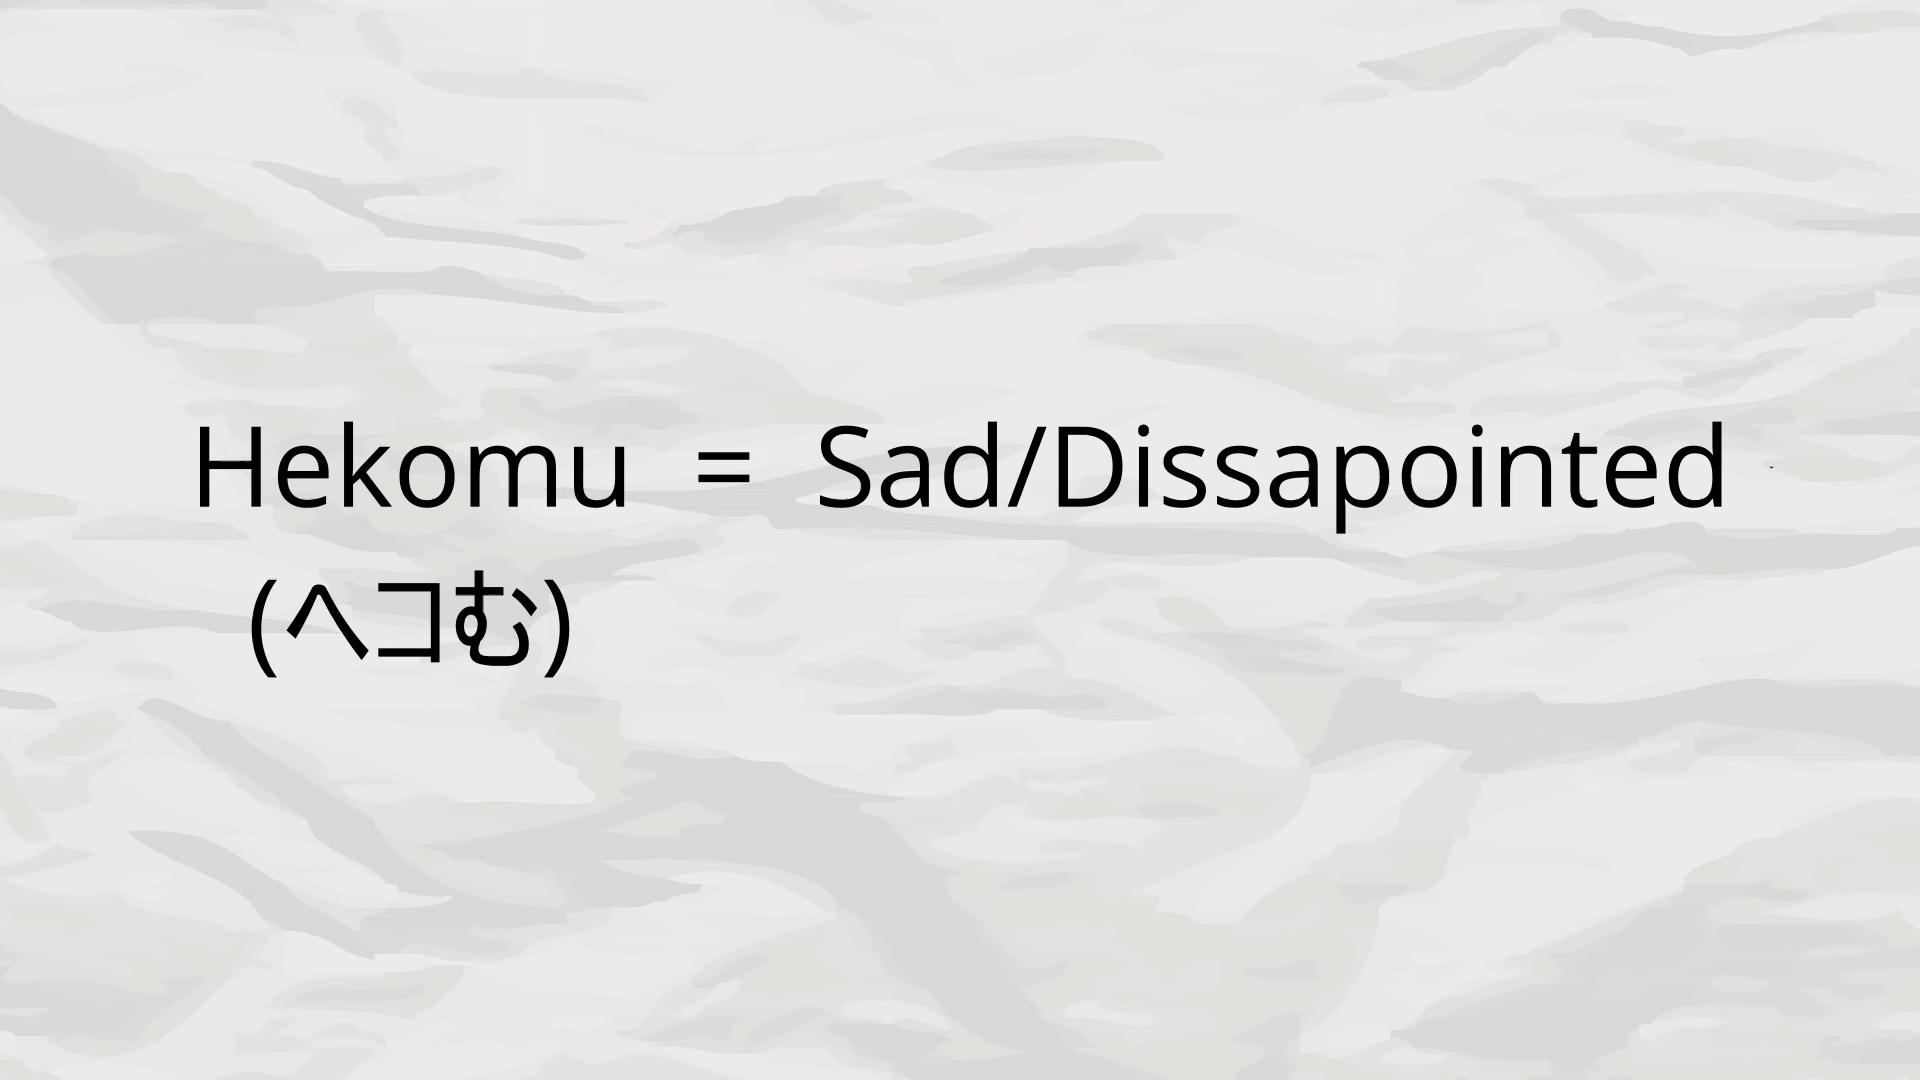 Hekomu = Sad/Dissapointed
(ヘコむ)